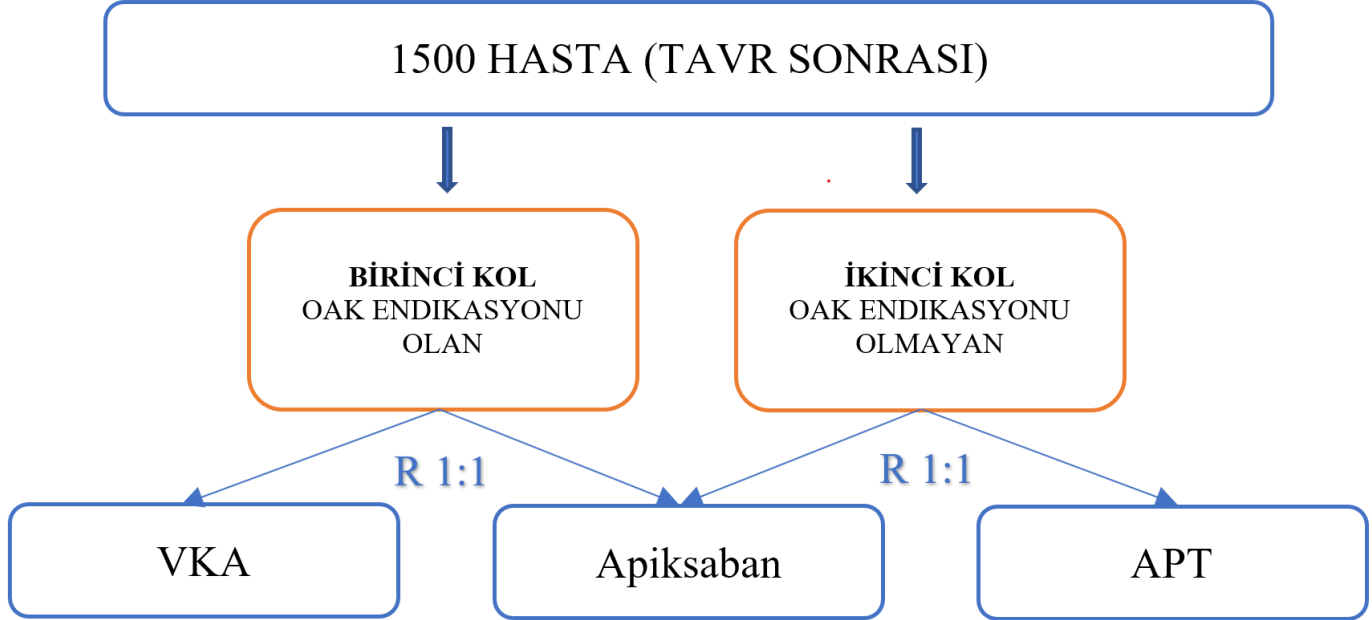 1500 HASTA (TAVR SONRASI)
BİRİNCİ KOL
OAK ENDIKASYONU
OLAN
İKİNCİ KOL
OAK ENDIKASYONU
OLMAYAN
R 1:1
R 1:1
VKA
Apiksaban
APT